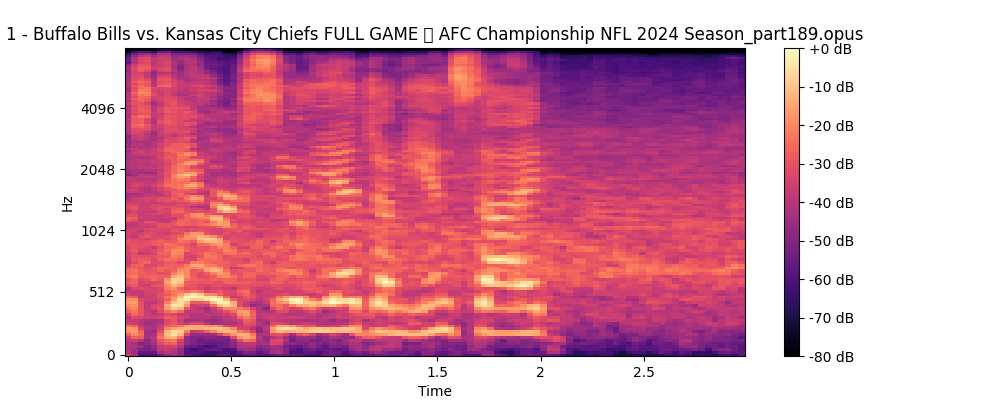 1 - Buffalo Bills vs. Kansas City Chiefs FULL GAME ▯ AFC Championship NFL 2024 Season_part189.opus
+0 dB
-10 dB
-20 dB
-30 dB
-40 dB
-50 dB
-60 dB
-70 dB
-80 dB
Hz
4096
2048
1024
512
0
0
0.5
1
1.5
2
2.5
Time